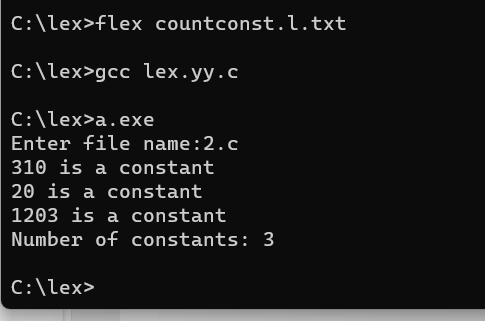 C:\lex>flex countconst.l.txt
C:\lex>gcc lex.yy.c
C:\lex>a.exe
Enter file name:2.c
310 is a constant
20 is a constant
1203 is a constant
Number of constants: 3
C:\lex>